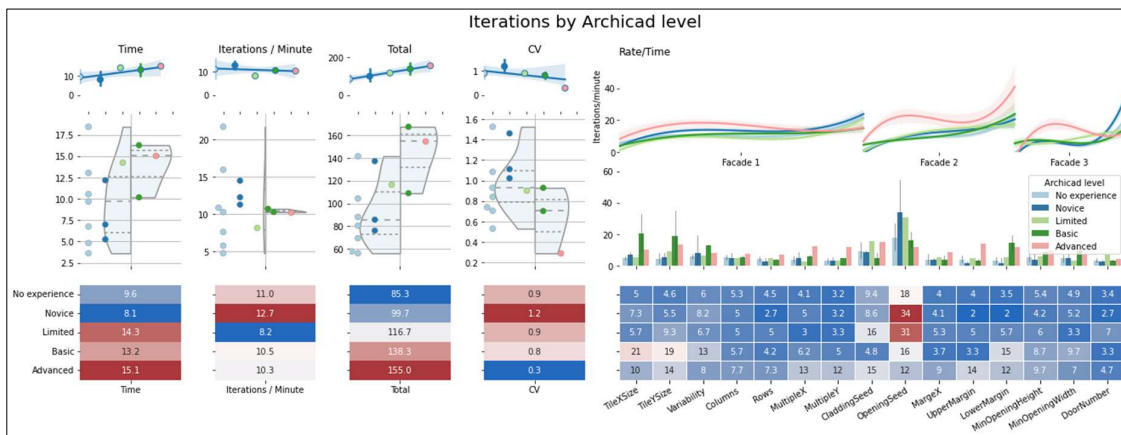 Iterations by Archicad level
Time
Iterations / Minute
Total
CV
Rate/Time
10
0
10
0
200
0
1
0
Iterations/minute
40
20
0
Facade 1
Facade 2
Facade 3
17.5
15.0
12.5
10.0
7.5
5.0
2.5
20
15
10
5
160
140
120
100
80
60
1.6
1.4
1.2
1.0
0.8
0.6
0.4
0.2
60
40
20
0
Archicad level
No experience
Novice
Limited
Basic
Advanced
No experience 9.6 11.0 85.3 0.9 5 4.6 6 5.3 4.5 4.1 3.2 9.4 18 4 4 3.5 5.4 4.9 3.4
Novice 8.1 12.7 99.7 1.2 7.3 5.5 8.2 5 2.7 5 3.2 8.6 34 4.1 2 2 4.2 5.2 2.7
Limited 14.3 8.2 116.7 0.9 5.7 9.3 6.7 5 5 3 3.3 16 31 5.3 5 5.7 6 3.3 7
Basic 13.2 10.5 138.3 0.8 21 19 13 5.7 4.2 6.2 5 4.8 16 3.7 3.3 15 8.7 9.7 3.3
Advanced 15.1 10.3 155.0 0.3 10 14 8 7.7 7.3 13 12 15 12 9 14 12 9.7 7 4.7
Time
Iterations / Minute
Total
CV
TileXSize
TileYSize
Variability
Columns
Rows
MultipleX
MultipleY
CladdingSeed
OpeningSeed
MargeX
UpperMargin
LowerMargin
MinOpeningHeight
MinOpeningWidth
DoorNumber